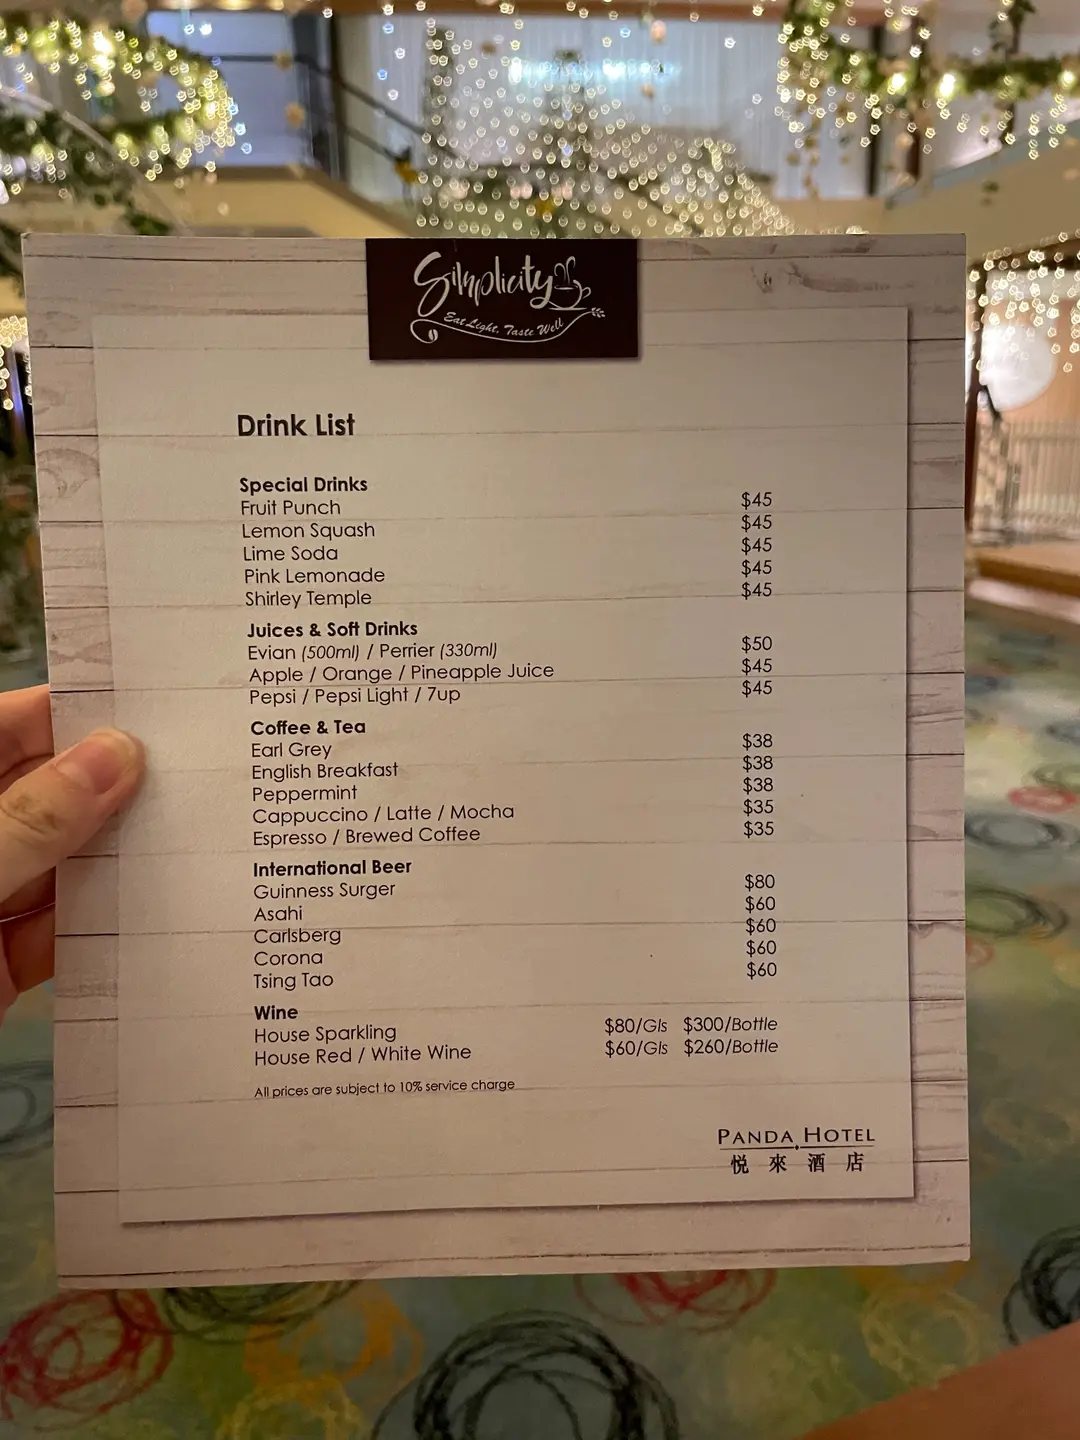 Simplicity
Eat Light. Taste Well
Drink List
Special Drinks
Fruit Punch $45
Lemon Squash $45
Lime Soda $45
Pink Lemonade $45
Shirley Temple $45
Juices & Soft Drinks
Evian (500ml) / Perrier (330ml) $50
Apple / Orange / Pineapple Juice $45
Pepsi / Pepsi Light / 7up $45
Coffee & Tea
Earl Grey $38
English Breakfast $38
Peppermint $38
Cappuccino / Latte / Mocha $35
Espresso / Brewed Coffee $35
International Beer
Guinness Surger $80
Asahi $60
Carlsberg $60
Corona $60
Tsing Tao $60
Wine
House Sparkling $80/Gls $300/Bottle
House Red / White Wine $60/Gls $260/Bottle
All prices are subject to 10% service charge
PANDA HOTEL
悦來酒店